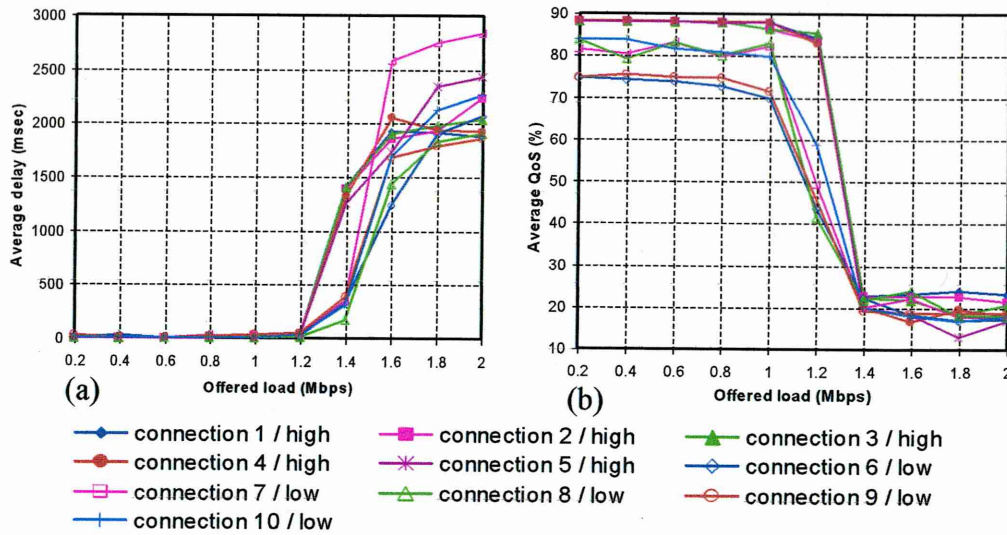 Average delay (msec)
3000
2500
2000
1500
1000
500
0
0.2 0.4 0.6 0.8 1 1.2 1.4 1.6 1.8 2
Offered load (Mbps)
(a)
Average QoS (%)
90
80
70
60
50
40
30
20
10
0.2 0.4 0.6 0.8 1 1.2 1.4 1.6 1.8 2
Offered load (Mbps)
(b)
connection 1 / high
connection 2 / high
connection 3 / high
connection 4 / high
connection 5 / high
connection 6 / low
connection 7 / low
connection 8 / low
connection 9 / low
connection 10 / low